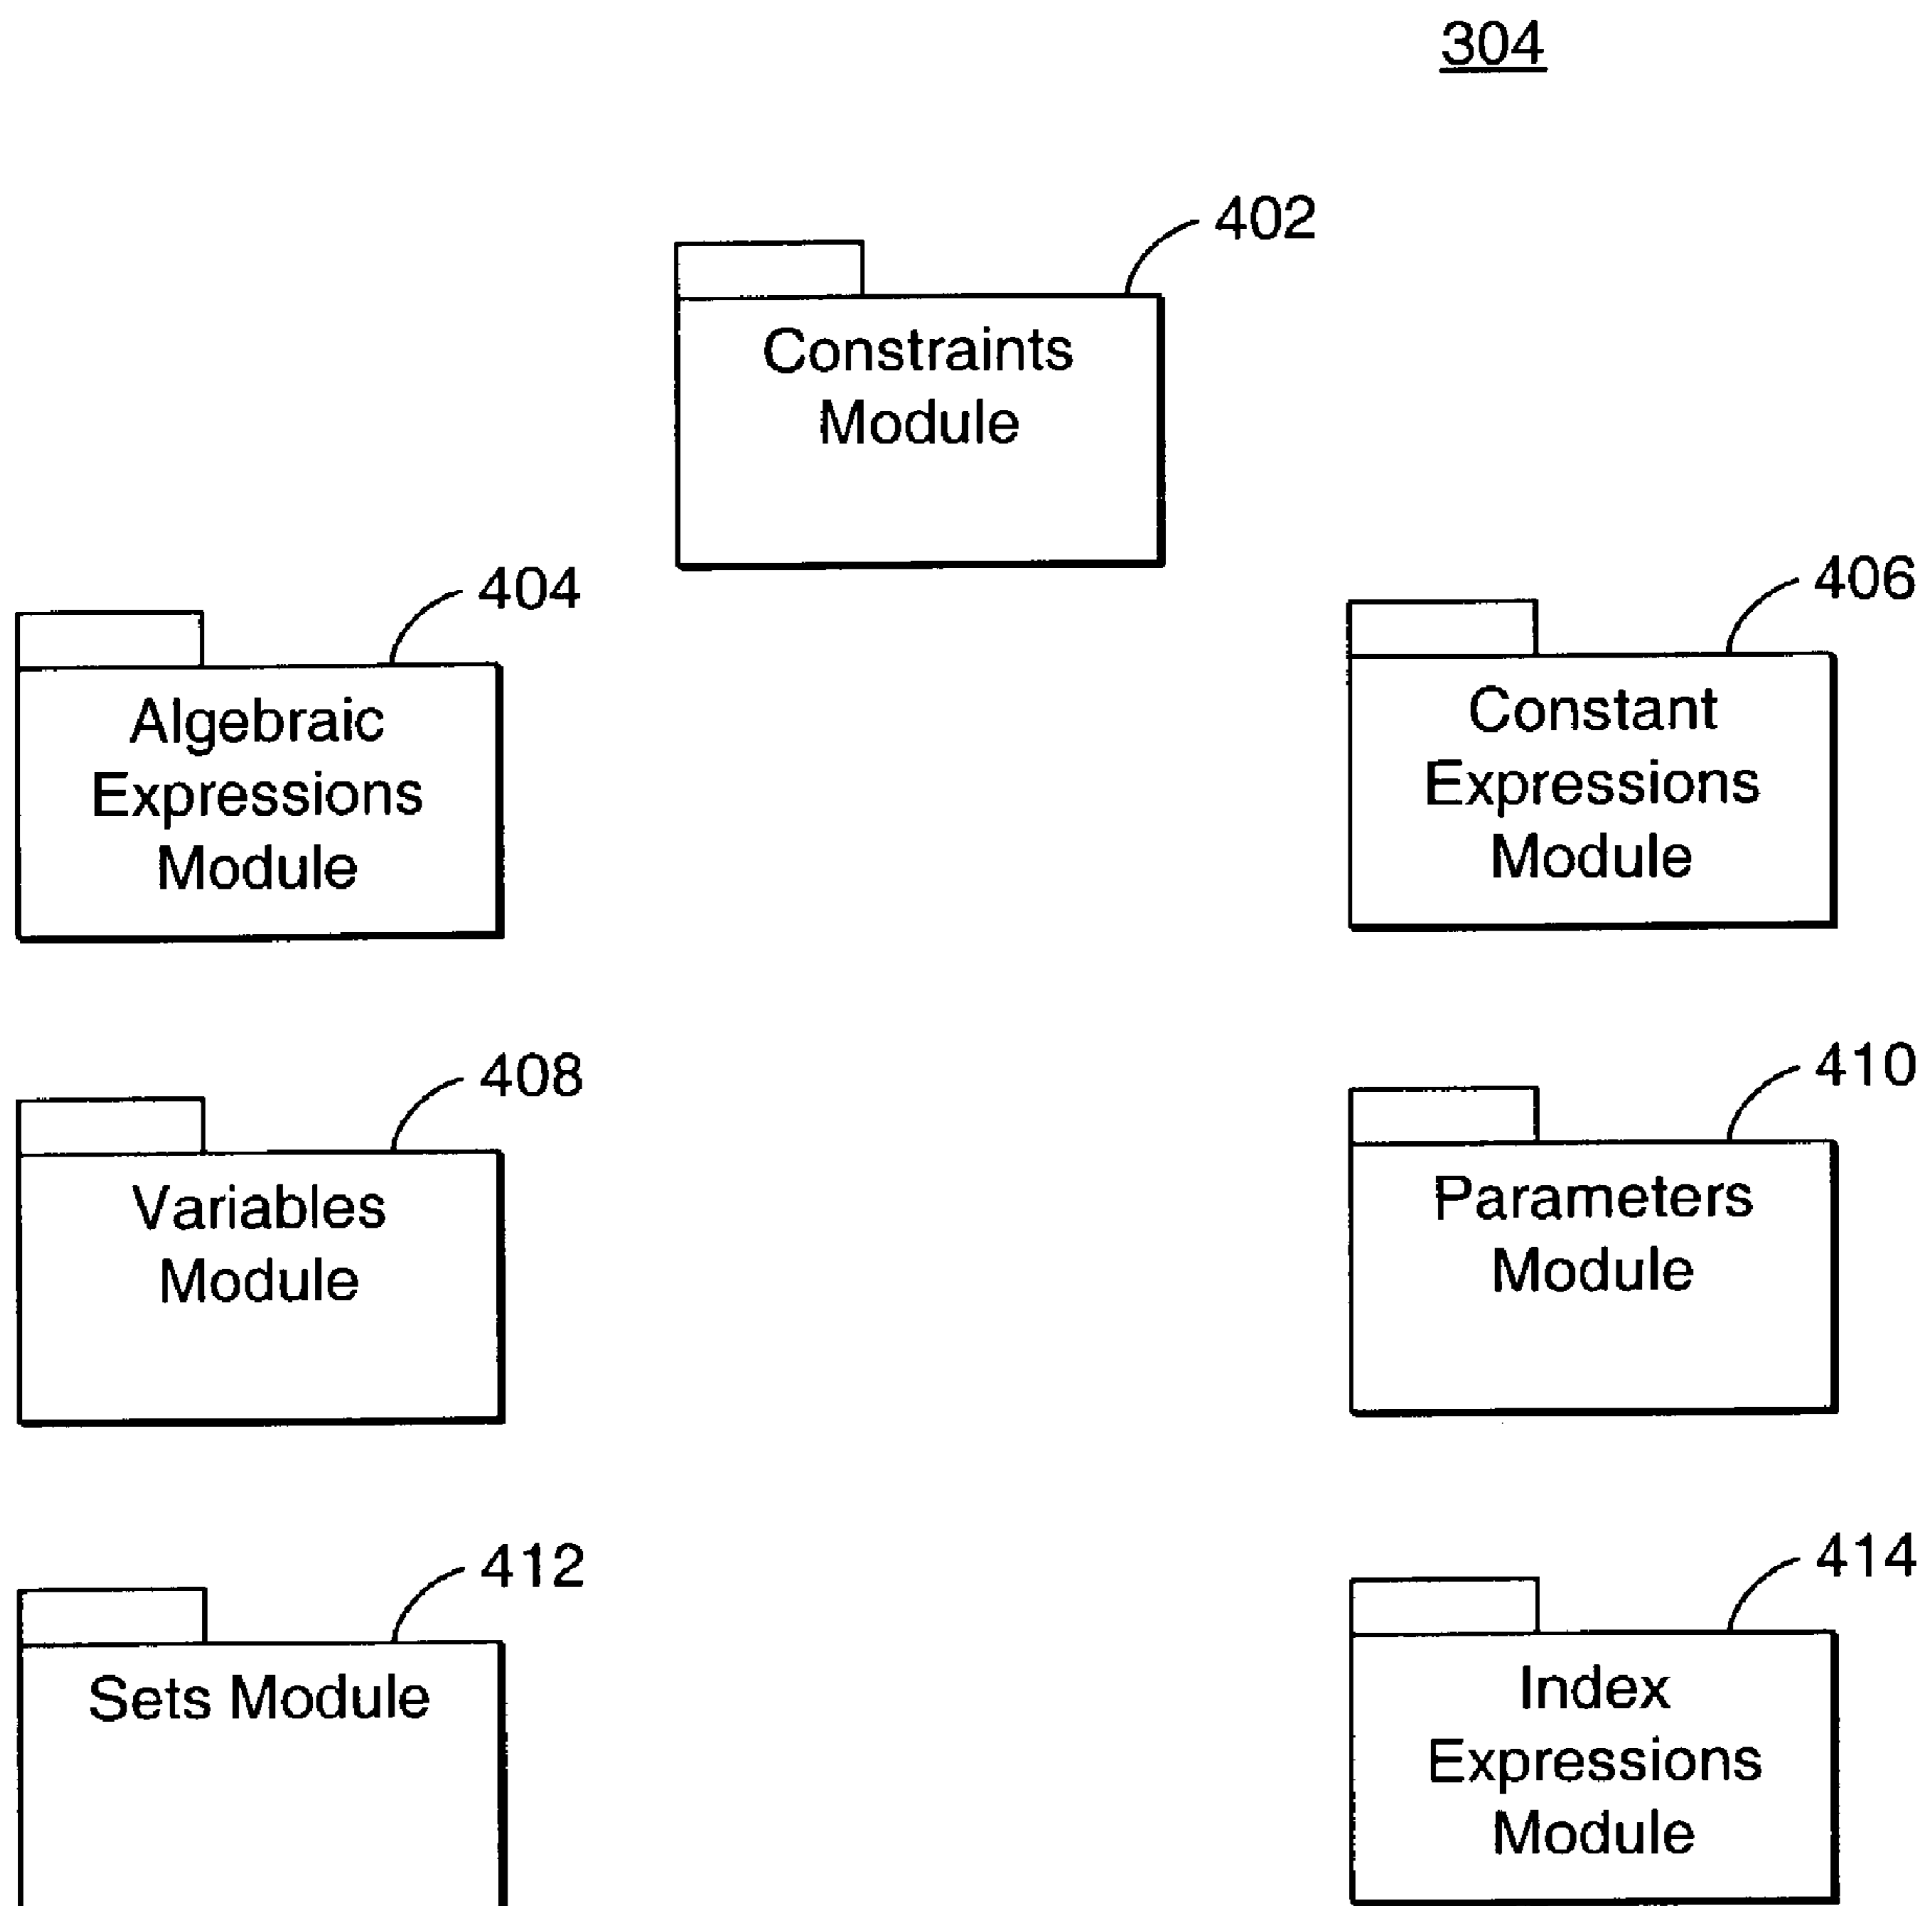 304
402
Constraints
Module
404
Algebraic
Expressions
Module
406
Constant
Expressions
Module
408
Variables
Module
410
Parameters
Module
412
Sets Module
414
Index
Expressions
Module